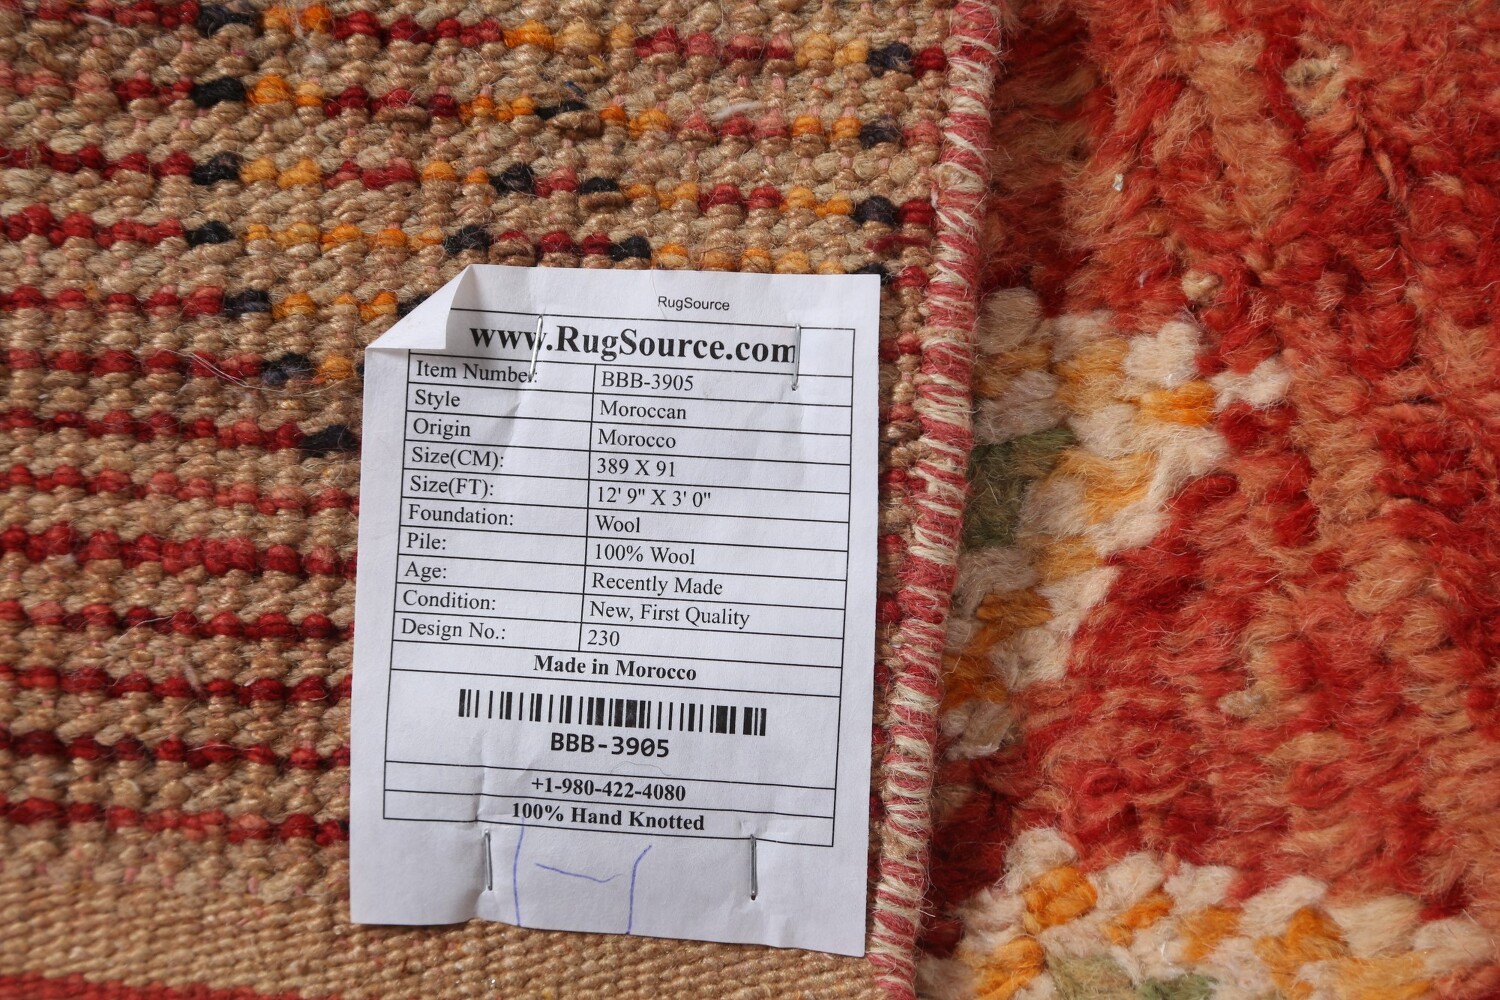 RugSource
www.RugSource.com
Item Number: BBB-3905
Style Moroccan
Origin Morocco
Size(CM): 389 X 91
Size(FT): 12' 9" X 3' 0"
Foundation: Wool
Pile: 100% Wool
Age: Recently Made
Condition: New, First Quality
Design No.: 230
Made in Morocco
BBB-3905
+1-980-422-4080
100% Hand Knotted